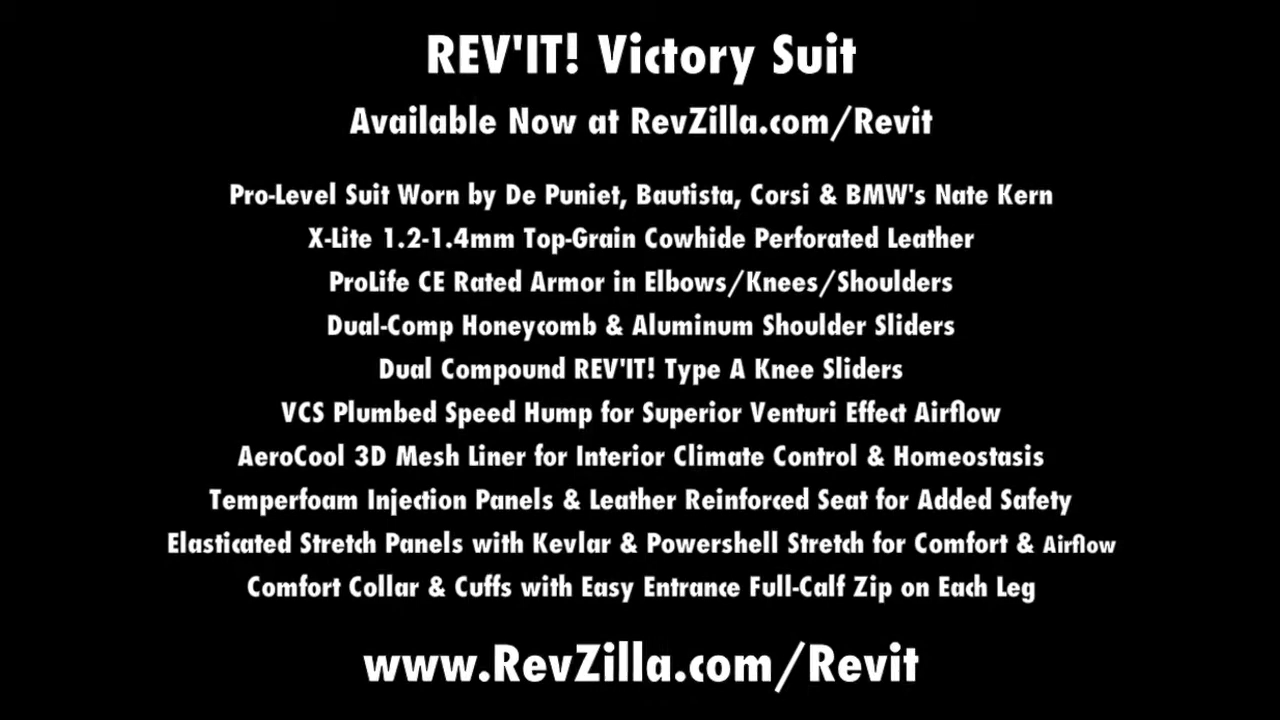 REV'IT! Victory Suit
Available Now at RevZilla.com/Revit
Pro-Level Suit Worn by De Puniet, Bautista, Corsi & BMW's Nate Kern
X-Lite 1.2-1.4mm Top-Grain Cowhide Perforated Leather
ProLife CE Rated Armor in Elbows/Knees/Shoulders
Dual-Comp Honeycomb & Aluminum Shoulder Sliders
Dual Compound REV'IT! Type A Knee Sliders
VCS Plumbed Speed Hump for Superior Venturi Effect Airflow
AeroCool 3D Mesh Liner for Interior Climate Control & Homeostasis
Temperfoam Injection Panels & Leather Reinforced Seat for Added Safety
Elasticated Stretch Panels with Kevlar & Powershell Stretch for Comfort & Airflow
Comfort Collar & Cuffs with Easy Entrance Full-Calf Zip on Each Leg
www.RevZilla.com/Revit